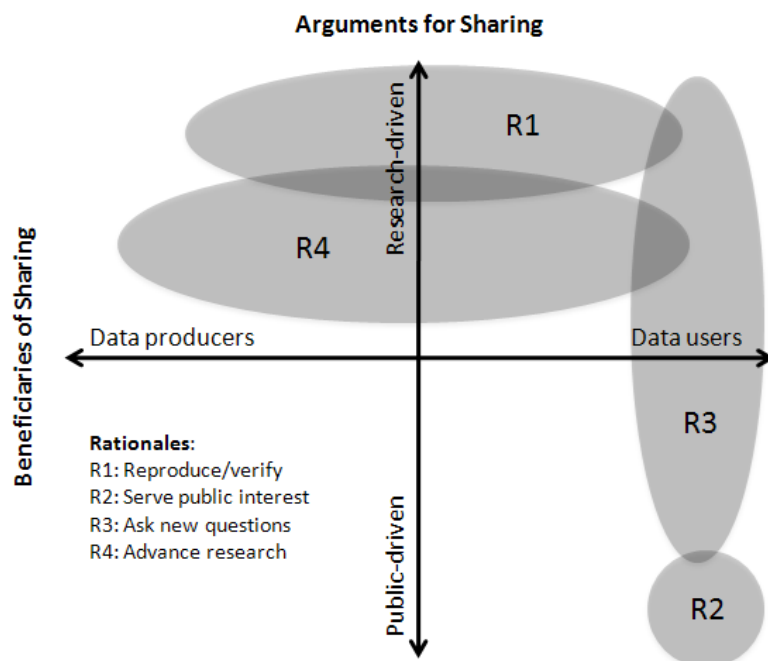 Arguments for Sharing
Research-driven
R1
R4
Beneficiaries of Sharing
Data producers
Data users
R3
Rationales:
R1: Reproduce/verify
R2: Serve public interest
R3: Ask new questions
R4: Advance research
Public-driven
R2